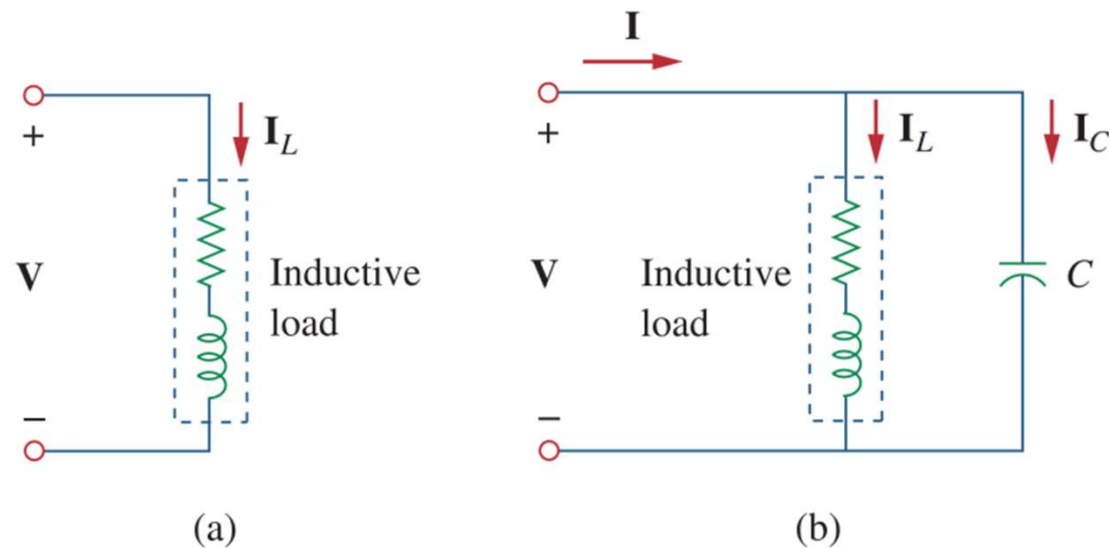 +
I_L
V
Inductive
load
−
(a)
I
+
I_L
I_C
V
Inductive
load
C
−
(b)